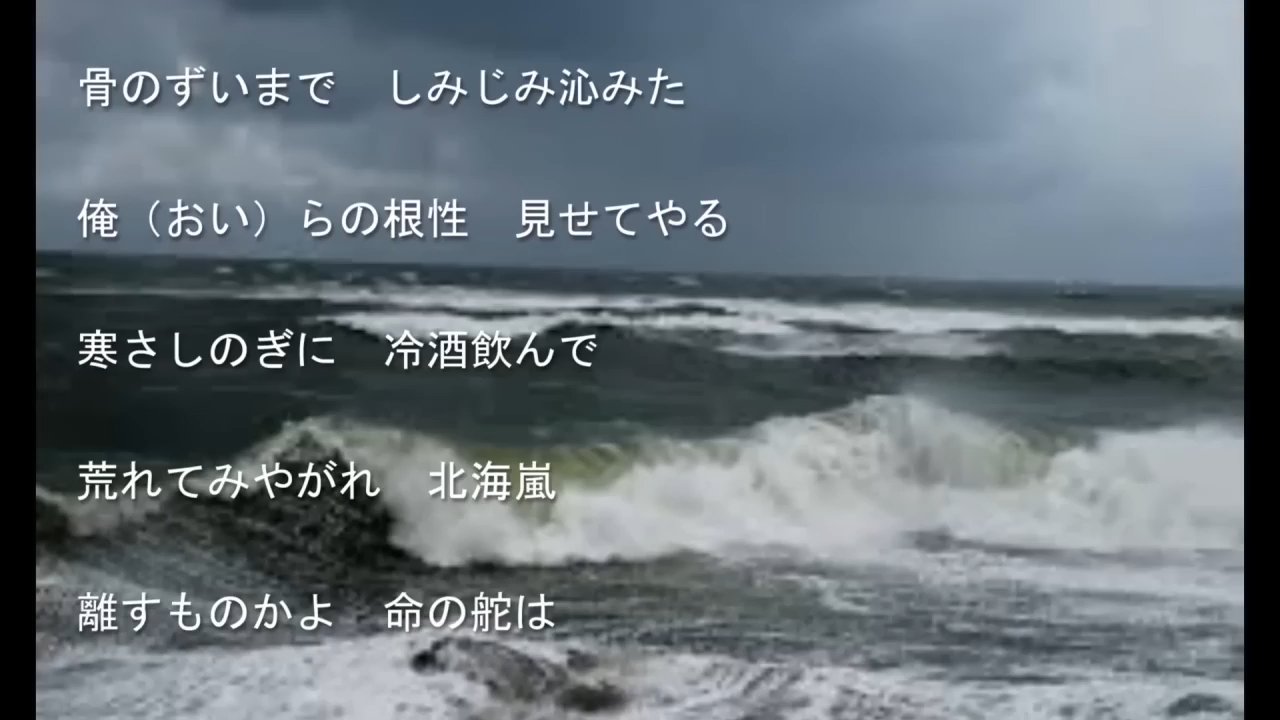 骨のずいまで　しみじみ沁みた
俺（おい）らの根性　見せてやる
寒さしのぎに　冷酒飲んで
荒れてみやがれ　北海嵐
離すものかよ　命の舵は